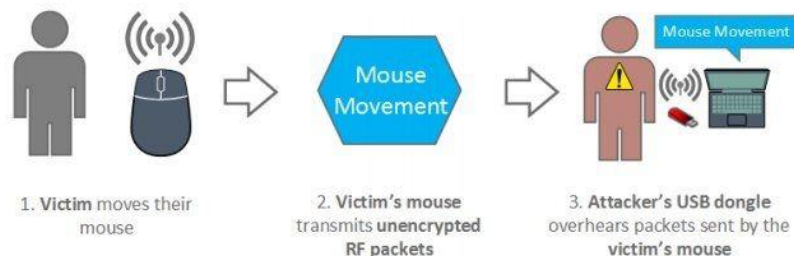 Mouse
Movement
Mouse Movement
1. Victim moves their
mouse
2. Victim's mouse
transmits unencrypted
RF packets
3. Attacker's USB dongle
overhears packets sent by the
victim's mouse